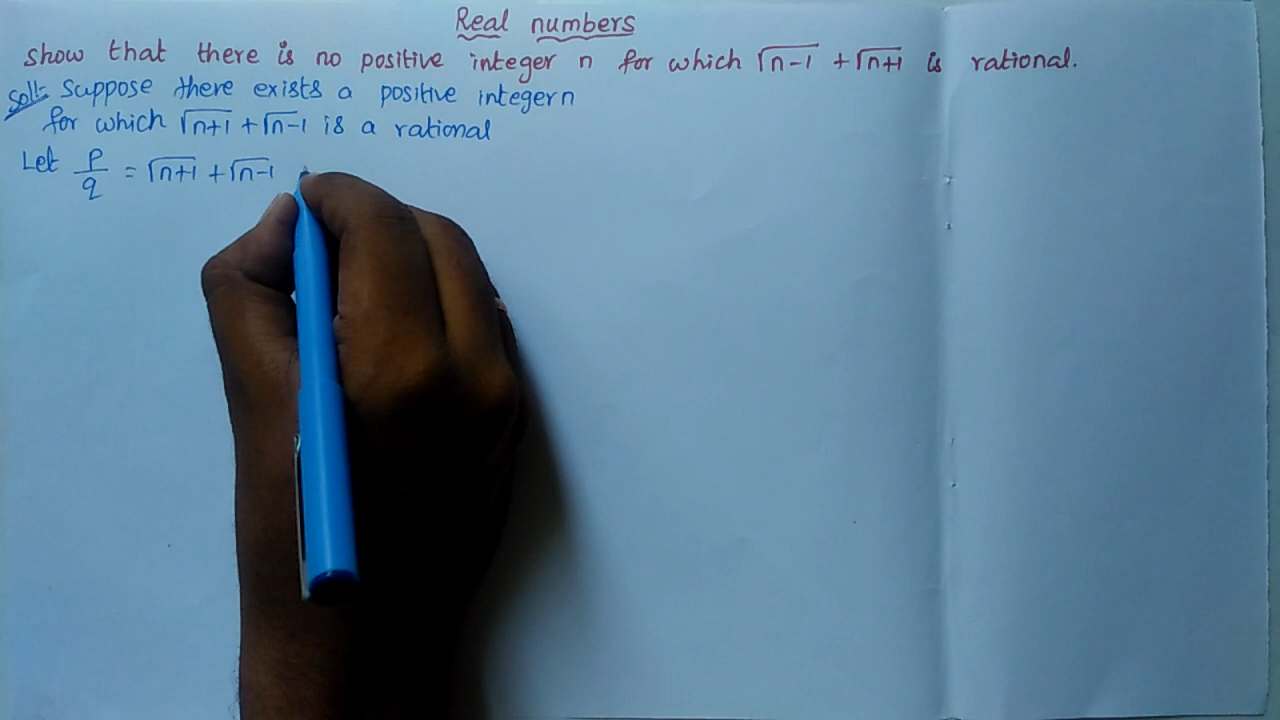 Real numbers
show that there is no positive integer n for which √n-1 + √n+1 is rational.
Sol:- Suppose there exists a positive integer n
for which √n+1 + √n-1 is a rational
Let p/q = √n+1 + √n-1